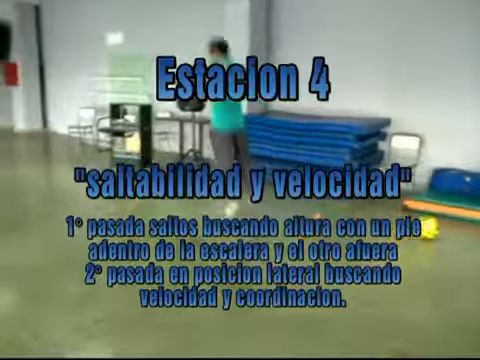 Estacion 4
"saltabilidad y velocidad"
1° pasada saltos buscando altura con un pie
adentro de la escalera y el otro afuera
2° pasada en posicion lateral buscando
velocidad y coordinacion.